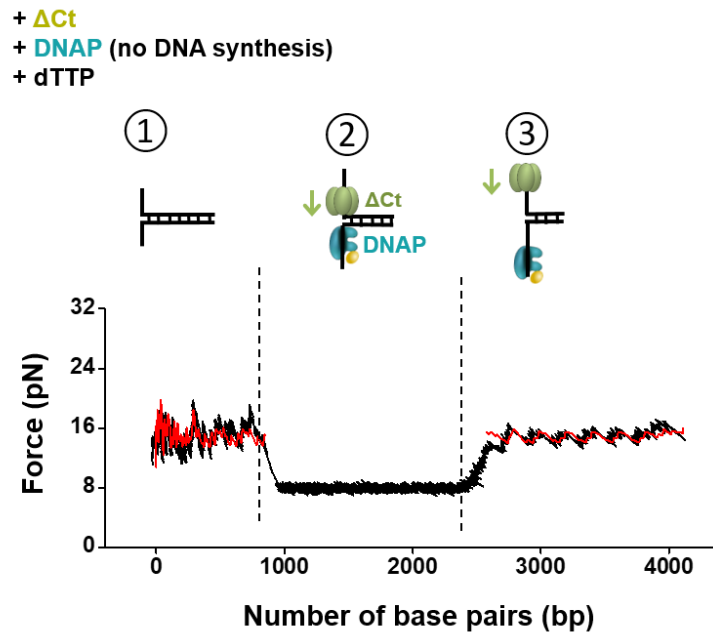 + ΔCt
+ DNAP (no DNA synthesis)
+ dTTP
1 2 3
ΔCt
DNAP
32
24
16
8
0
Force (pN)
0 1000 2000 3000 4000
Number of base pairs (bp)